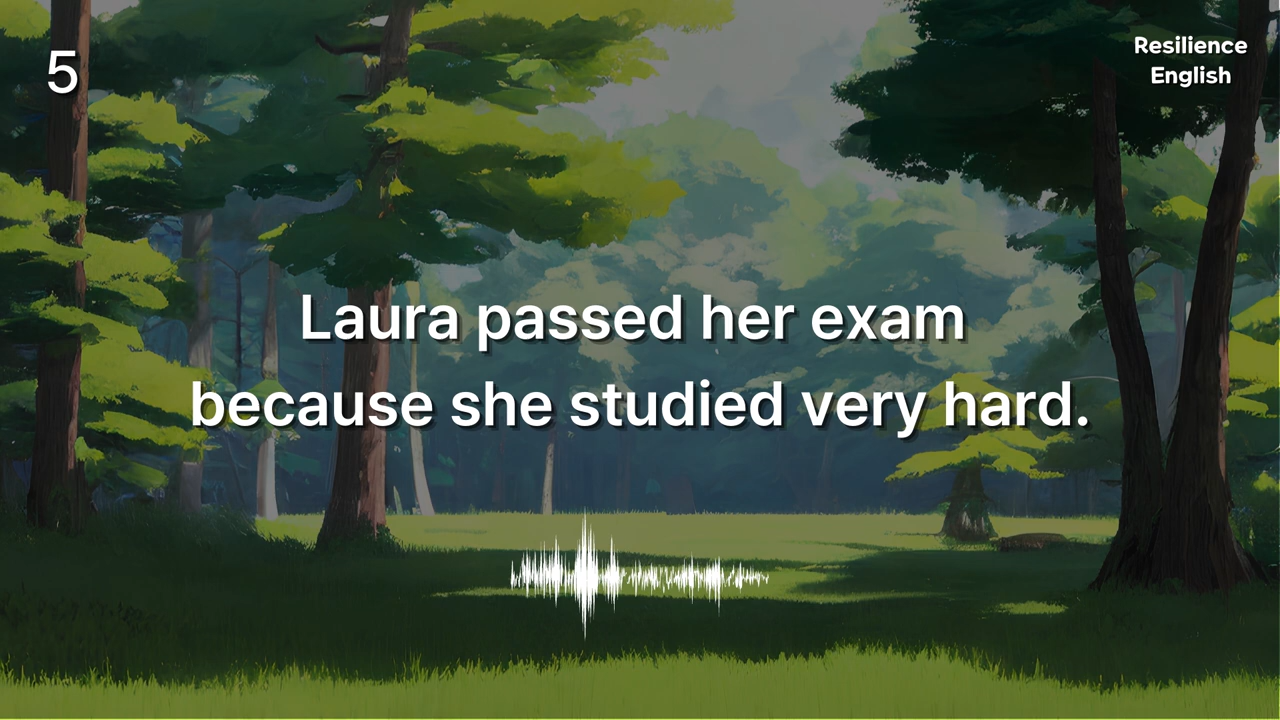 5
Resilience
English
Laura passed her exam
because she studied very hard.